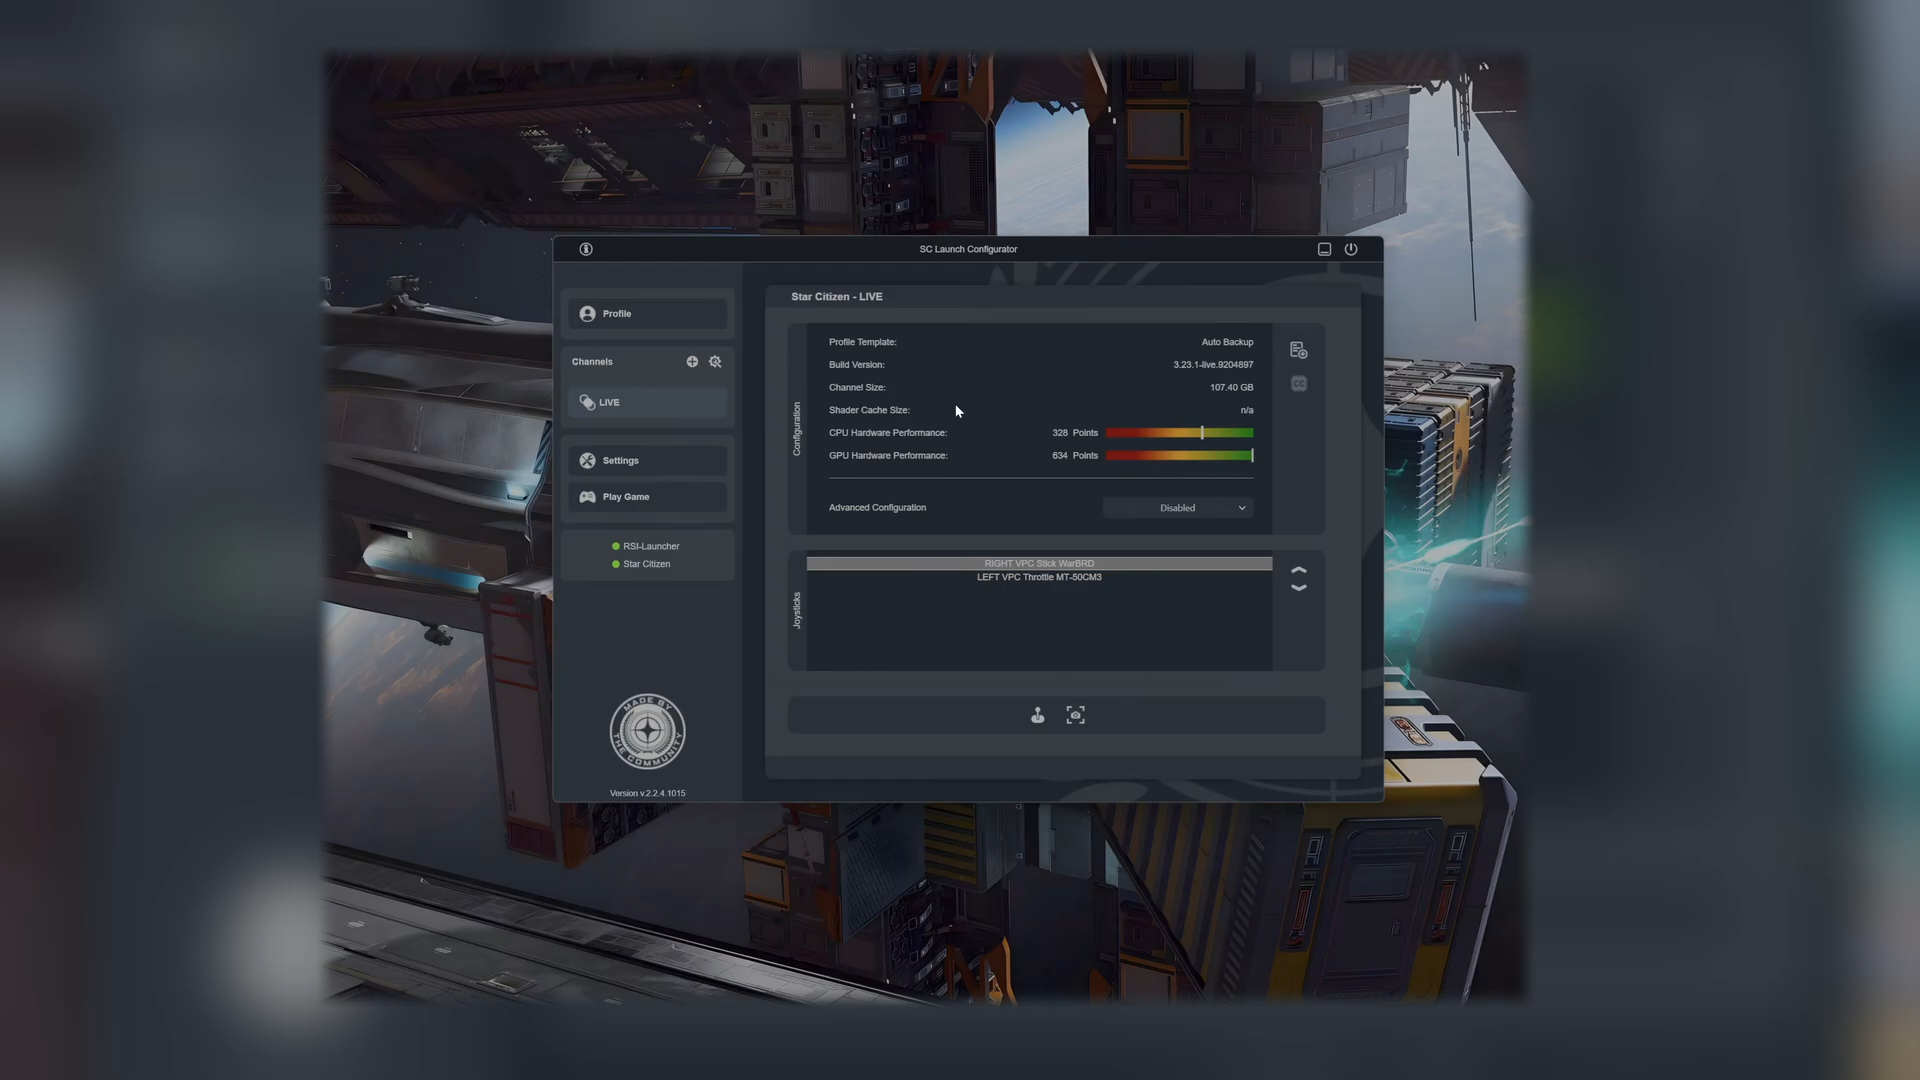 SC Launch Configurator
Profile
Channels
LIVE
Settings
Play Game
RSI-Launcher
Star Citizen
MADE BY THE COMMUNITY
Version v.2.2.4.1015
Star Citizen - LIVE
Configuration
Profile Template: Auto Backup
Build Version: 3.23.1-live.9204897
Channel Size: 107.40 GB
Shader Cache Size: n/a
CPU Hardware Performance: 328 Points
GPU Hardware Performance: 634 Points
Advanced Configuration Disabled
CC
Joysticks
RIGHT VPC Stick WarBRD
LEFT VPC Throttle MT-50CM3